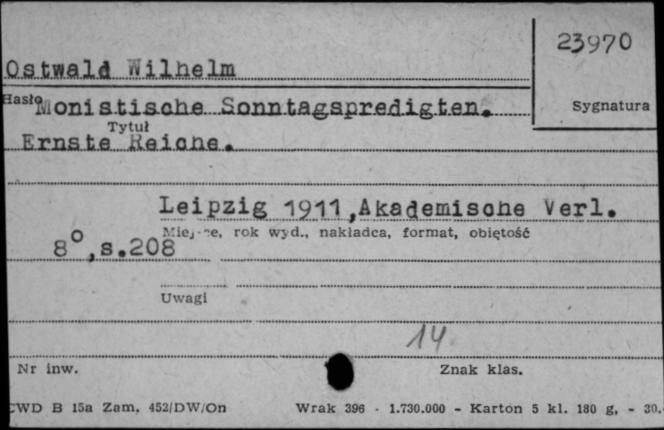 23970
Ostwald Wilhelm
Hasło
Monistische Sonntagspredigten.
Sygnatura
Tytuł
Ernste Reiche.
Leipzig 1911,Akademische Verl.
Miejsce, rok wyd., nakładca, format, obiętość
8°,s.208
Uwagi
14
Nr inw.
Znak klas.
CWD B 15a Zam. 452/DW/On Wrak 396 - 1.730.000 - Karton 5 kl. 180 g, - 30.